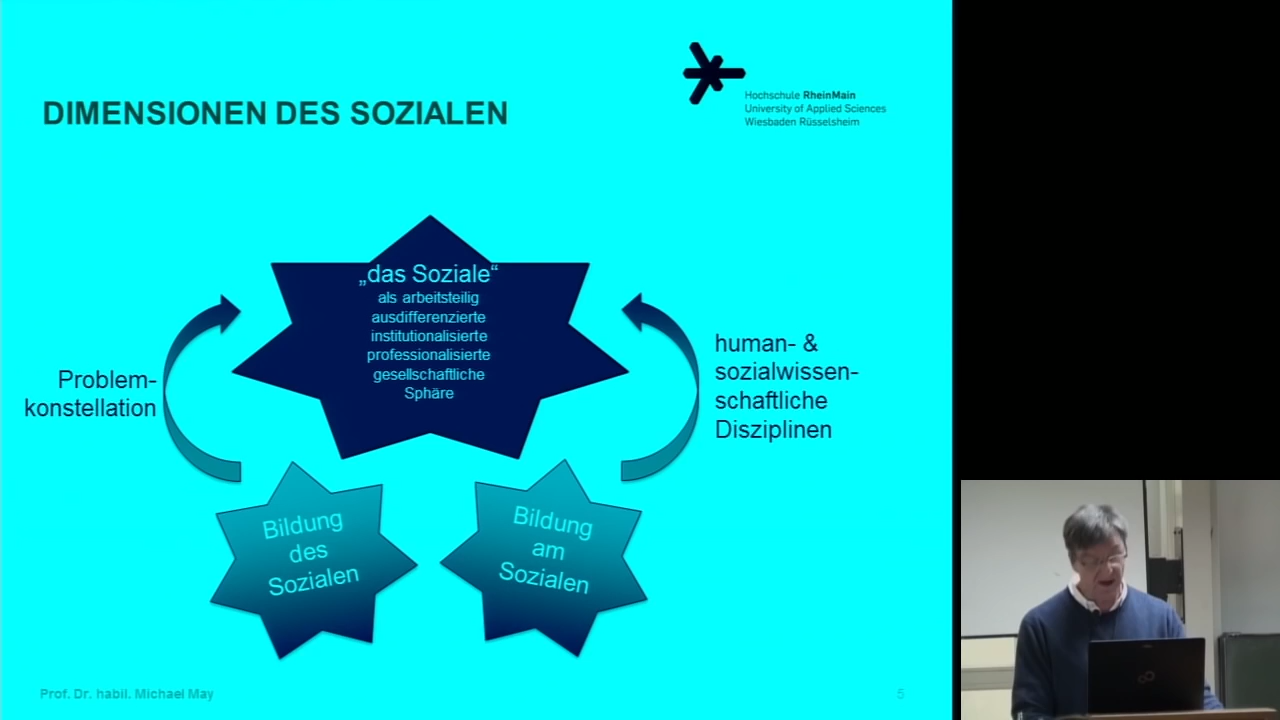 DIMENSIONEN DES SOZIALEN
Hochschule RheinMain
University of Applied Sciences
Wiesbaden Rüsselsheim
„das Soziale“
als arbeitsteilig
ausdifferenzierte
institutionalisierte
professionalisierte
gesellschaftliche
Sphäre
Problem-
konstellation
human- &
sozialwissen-
schaftliche
Disziplinen
Bildung
des
Sozialen
Bildung
am
Sozialen
Prof. Dr. habil. Michael May
5